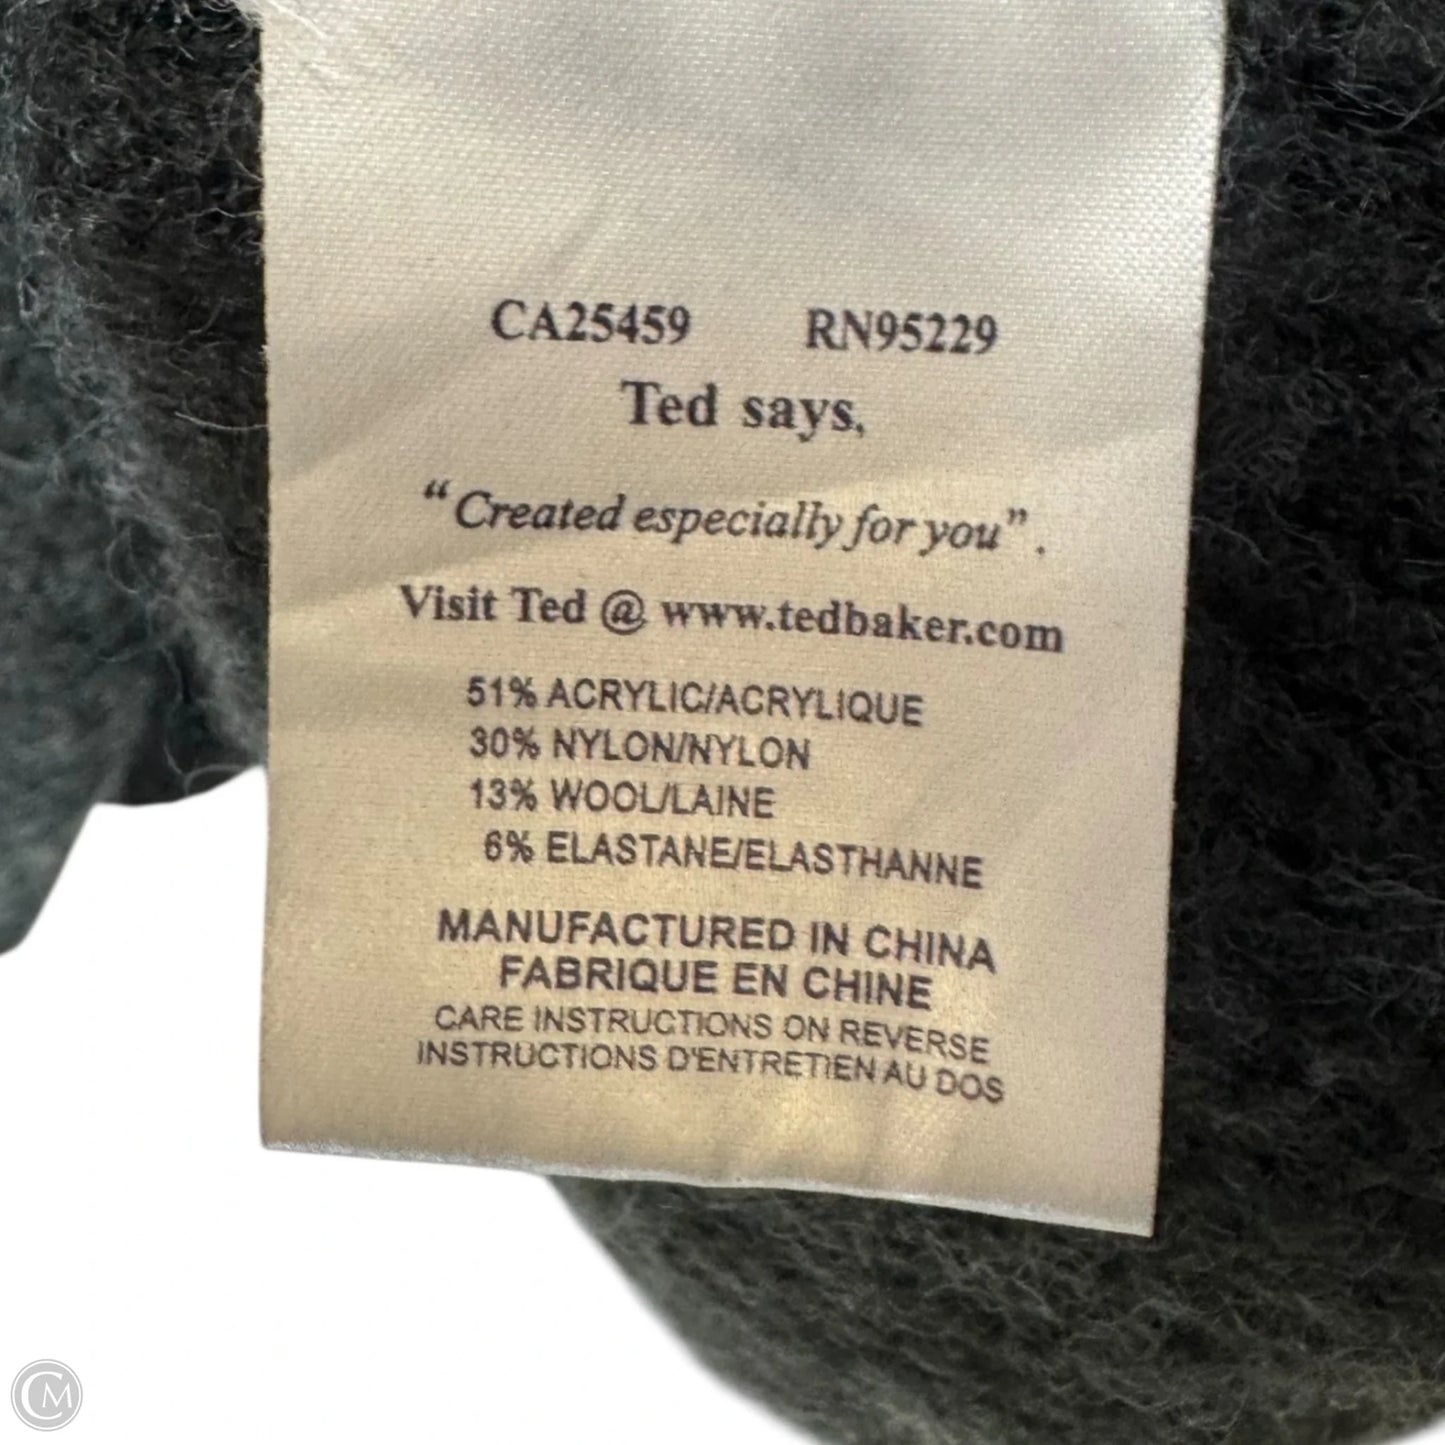 CA25459 RN95229
Ted says,
“Created especially for you”.
Visit Ted @ www.tedbaker.com
51% ACRYLIC/ACRYLIQUE
30% NYLON/NYLON
13% WOOL/LAINE
6% ELASTANE/ELASTHANNE
MANUFACTURED IN CHINA
FABRIQUE EN CHINE
CARE INSTRUCTIONS ON REVERSE
INSTRUCTIONS D'ENTRETIEN AU DOS
CM